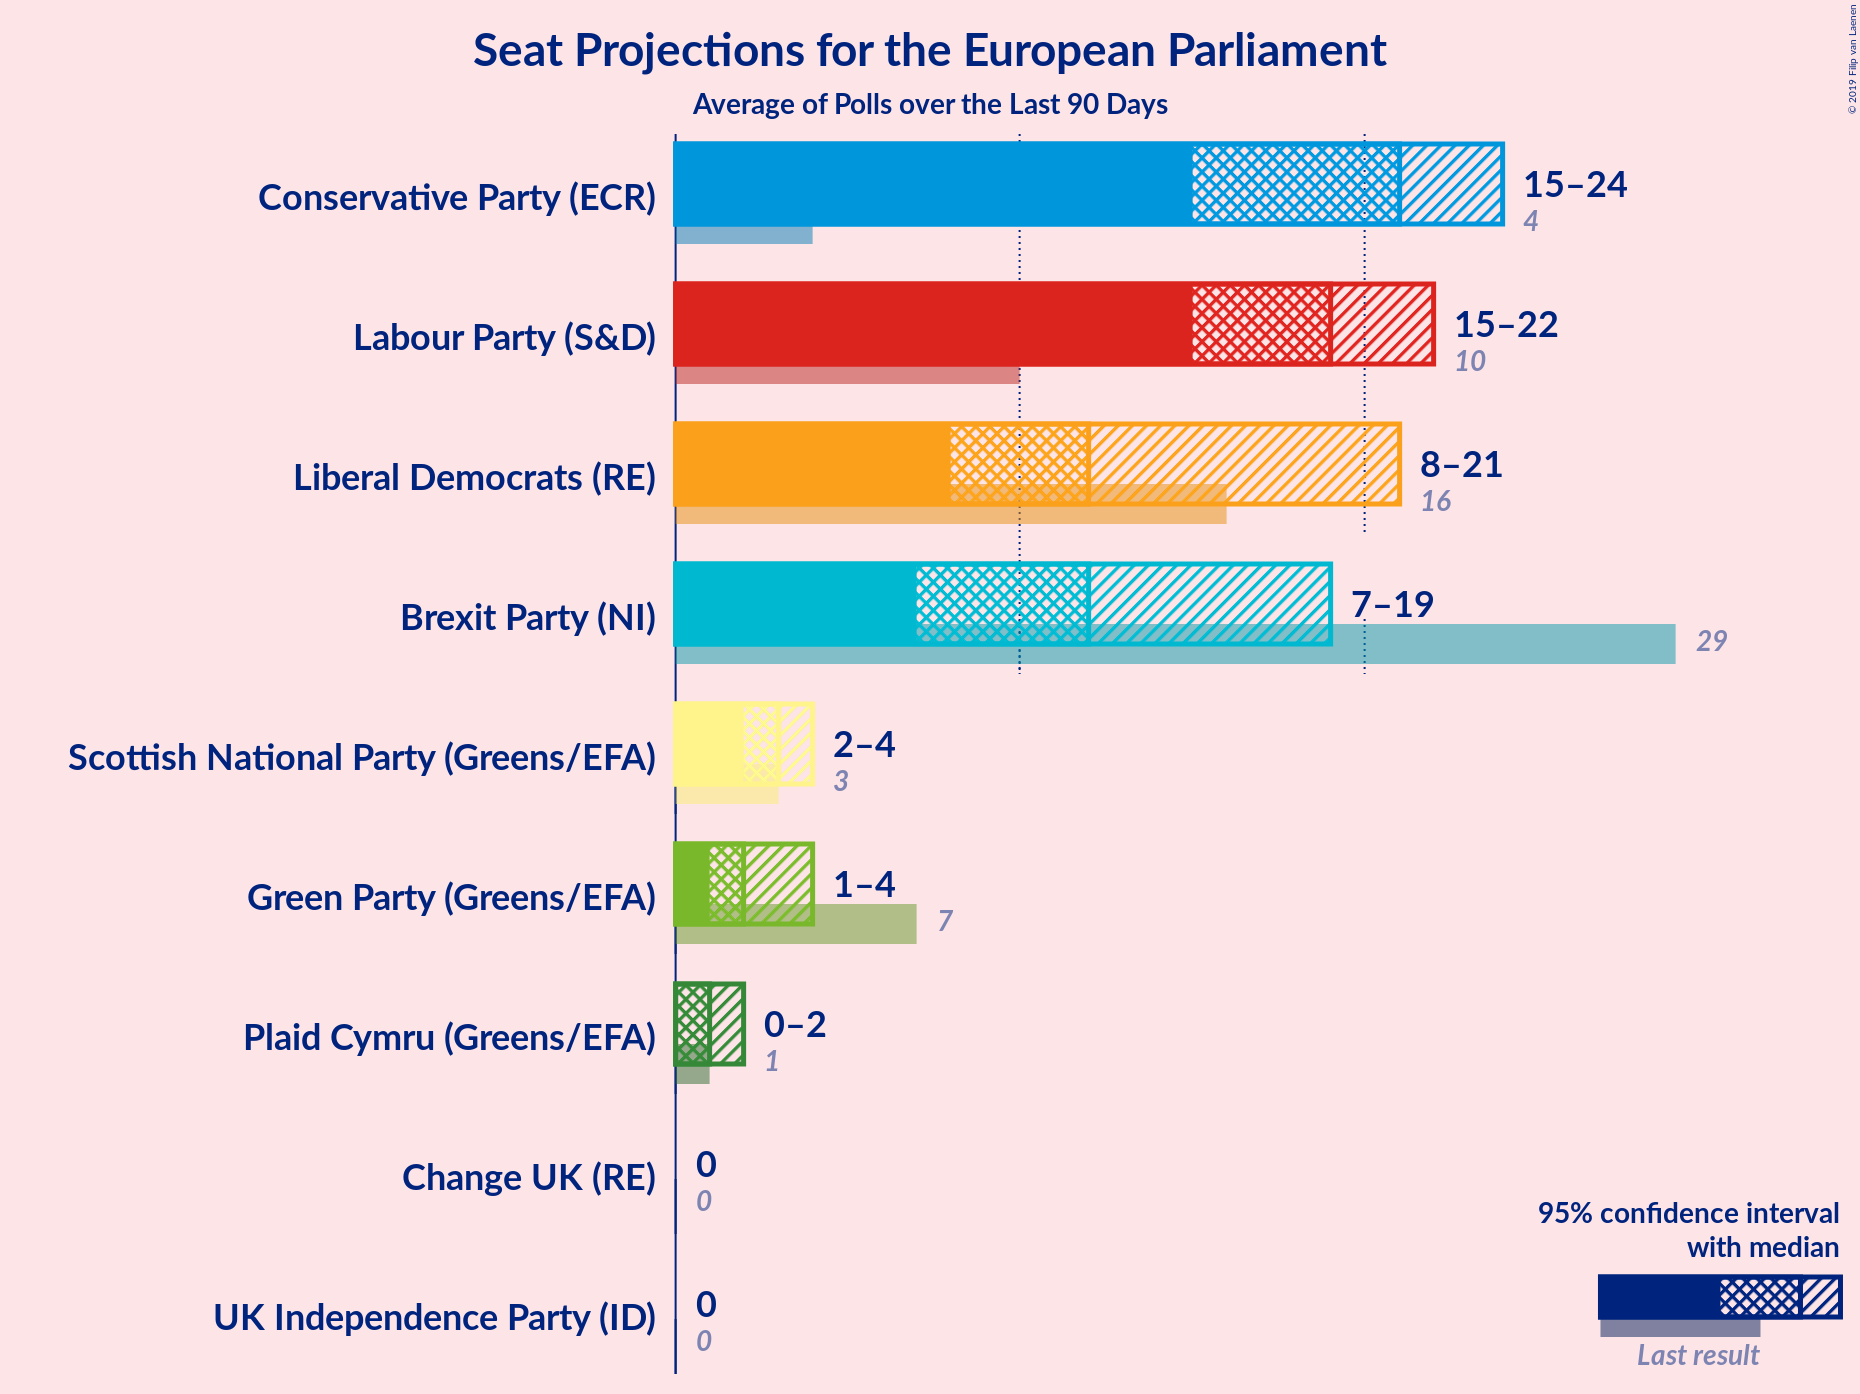 Seat Projections for the European Parliament
Average of Polls over the Last 90 Days
© 2019 Filip van Laenen
Conservative Party (ECR)
15–24
4
Labour Party (S&D)
15–22
10
Liberal Democrats (RE)
8–21
16
Brexit Party (NI)
7–19
29
Scottish National Party (Greens/EFA)
2–4
3
Green Party (Greens/EFA)
1–4
7
Plaid Cymru (Greens/EFA)
0–2
1
Change UK (RE)
0
0
UK Independence Party (ID)
0
0
95% confidence interval
with median
Last result